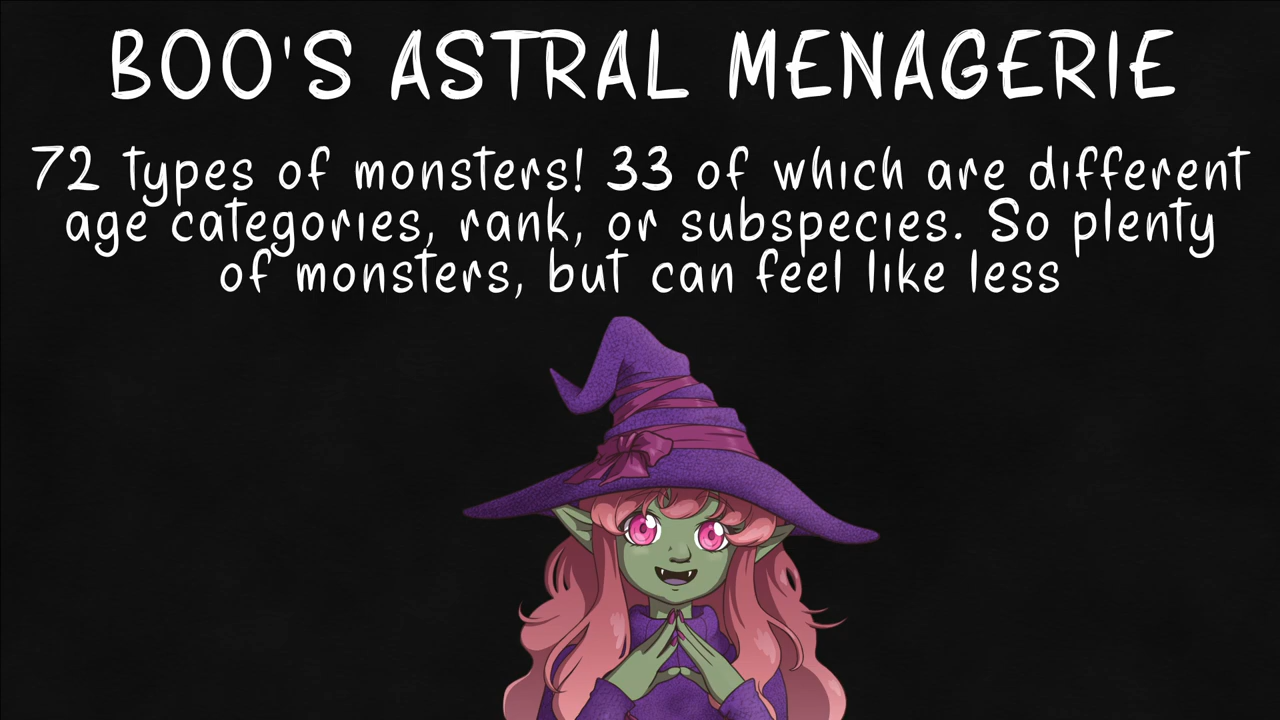 BOO'S ASTRAL MENAGERIE
72 types of monsters! 33 of which are different
age categories, rank, or subspecies. So plenty
of monsters, but can feel like less